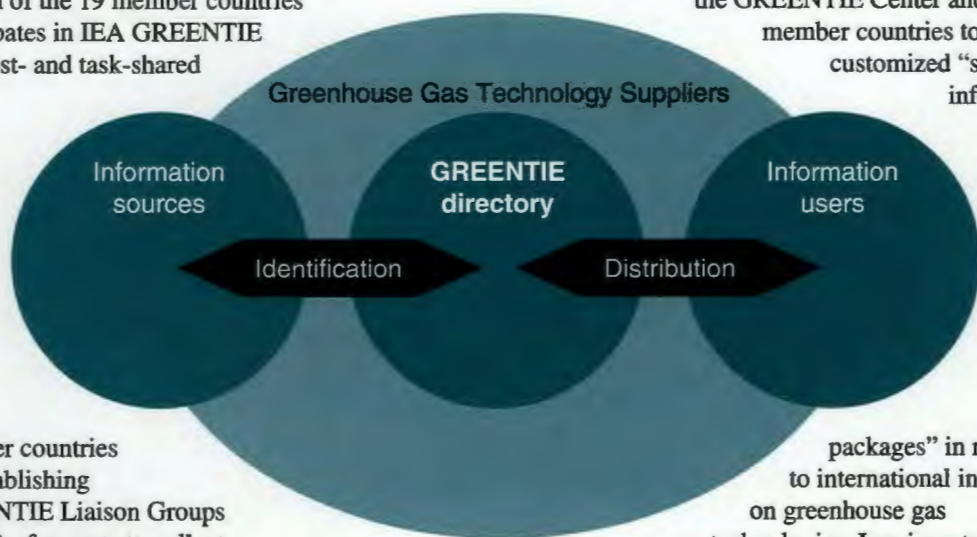 of the 19 member countries
pates in IEA GREENTIE
st- and task-shared
the GREENTIE Center and
member countries to
customized “s
inf
Greenhouse Gas Technology Suppliers
Information
sources
GREENTIE
directory
Information
users
Identification
Distribution
er countries
blishing
NTIE Liaison Groups
packages” in r
to international in
on greenhouse gas